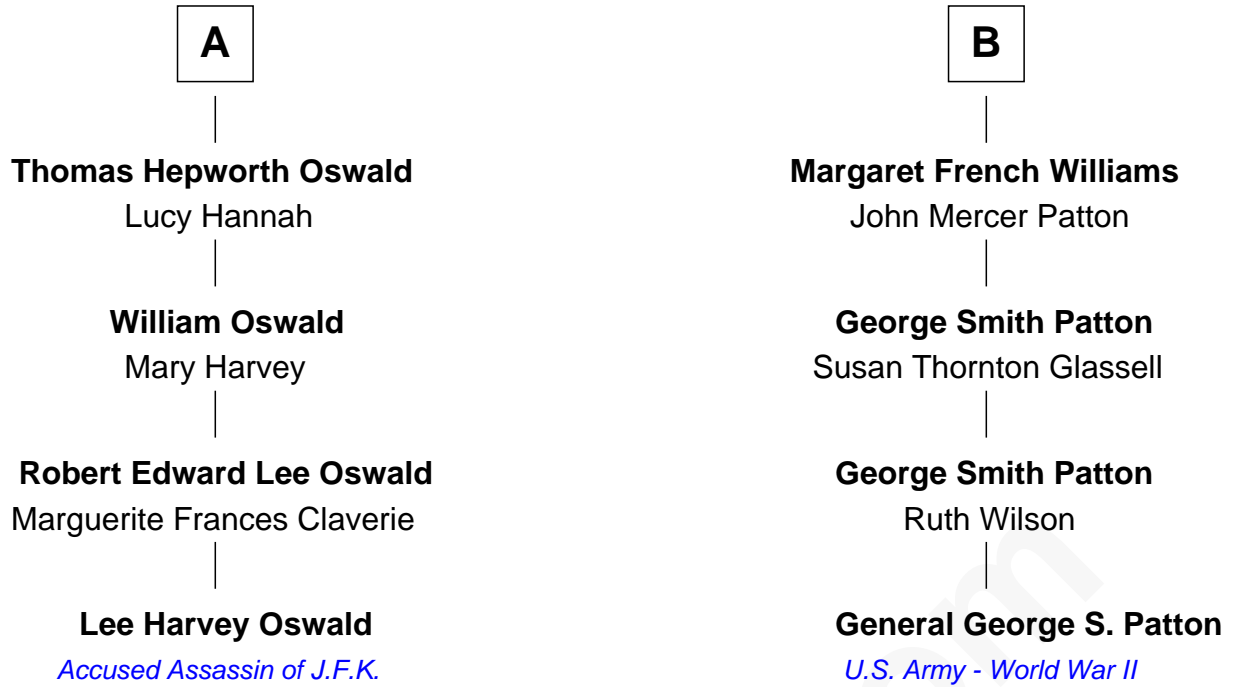 A
Thomas Hepworth Oswald
Lucy Hannah
William Oswald
Mary Harvey
Robert Edward Lee Oswald
Marguerite Frances Claverie
Lee Harvey Oswald
Accused Assassin of J.F.K.
B
Margaret French Williams
John Mercer Patton
George Smith Patton
Susan Thornton Glassell
George Smith Patton
Ruth Wilson
General George S. Patton
U.S. Army - World War II